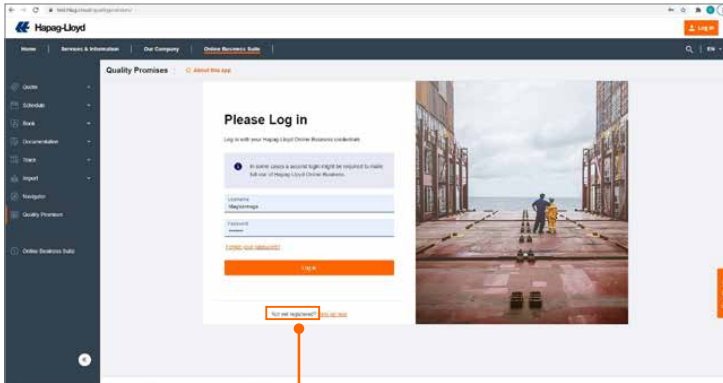 Hapag-Lloyd
Log in
Home
Services & Information
Our Company
Online Business Suite
EN
Quality Promises
About this app
Quote
Schedule
Book
Documentation
Track
Import
Navigator
Quality Promises
Online Business Suite
Please Log in
Log in with your Hapag-Lloyd Online Business credentials.
In some cases a second login might be required to make
full use of Hapag-Lloyd Online Business.
Username
Password
Forgot your password?
Log in
Not yet registered? Sign up now